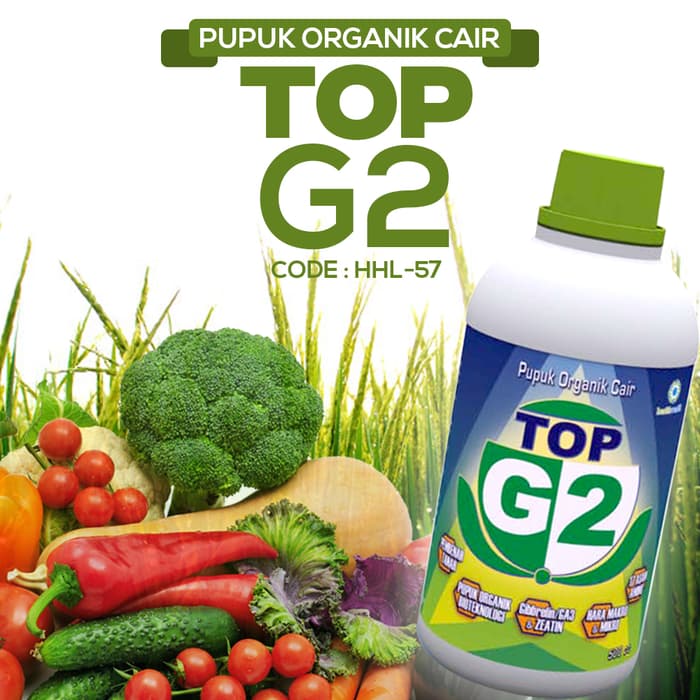 PUPUK ORGANIK CAIR
TOP
G2
CODE : HHL-57
Pupuk Organik Cair
TOP
G2
PUPUK ORGANIK
BIOTEKNOLOGI
Gibbrelin/GA3
& ZEATIN
HARA MAKRO
& MIKRO